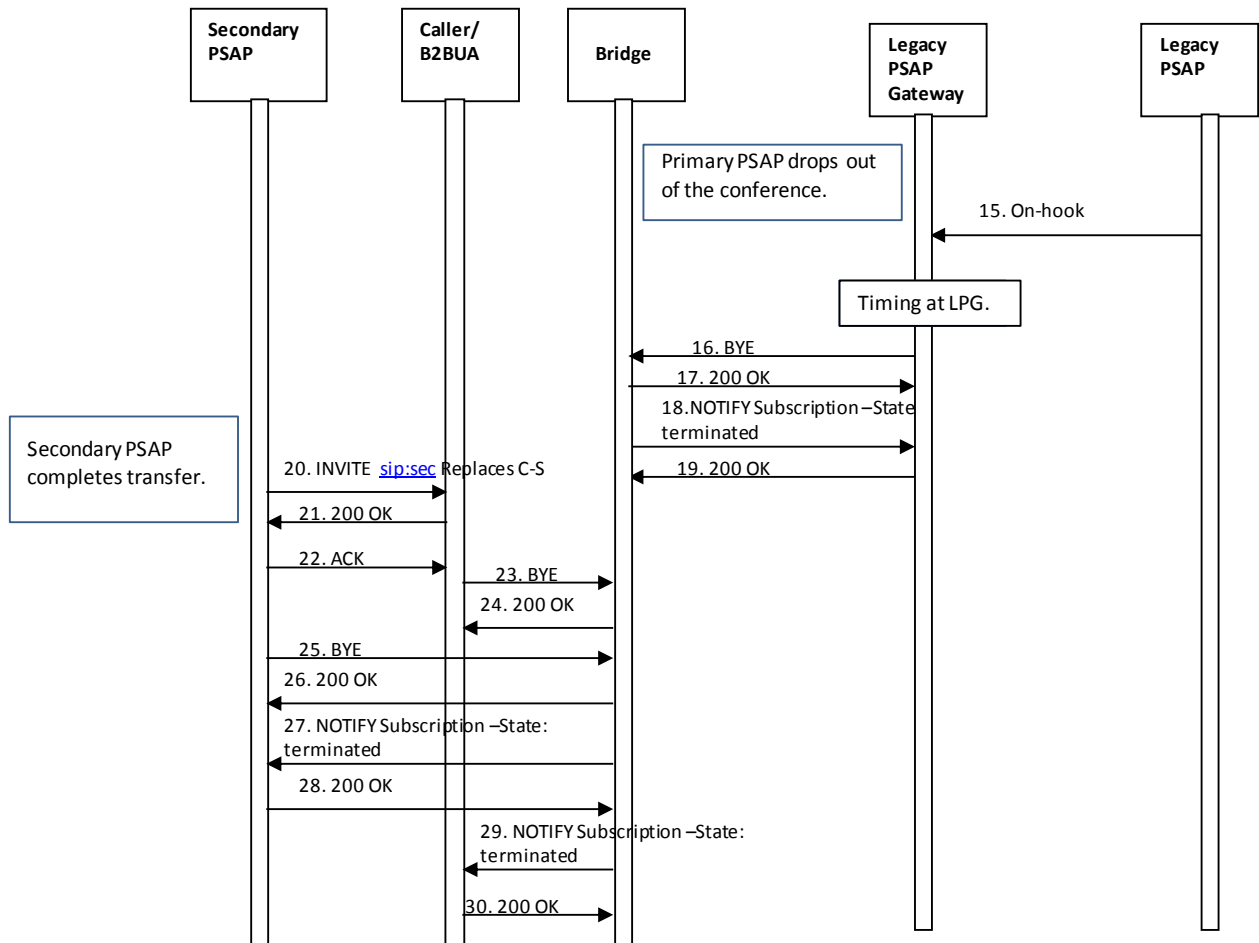 Secondary
PSAP
Caller/
B2BUA
Bridge
Legacy
PSAP
Gateway
Legacy
PSAP
Primary PSAP drops out
of the conference.
15. On-hook
Timing at LPG.
16. BYE
17. 200 OK
18.NOTIFY Subscription –State
terminated
19. 200 OK
Secondary PSAP
completes transfer.
20. INVITE sip:sec Replaces C-S
21. 200 OK
22. ACK
23. BYE
24. 200 OK
25. BYE
26. 200 OK
27. NOTIFY Subscription –State:
terminated
28. 200 OK
29. NOTIFY Subscription –State:
terminated
30. 200 OK